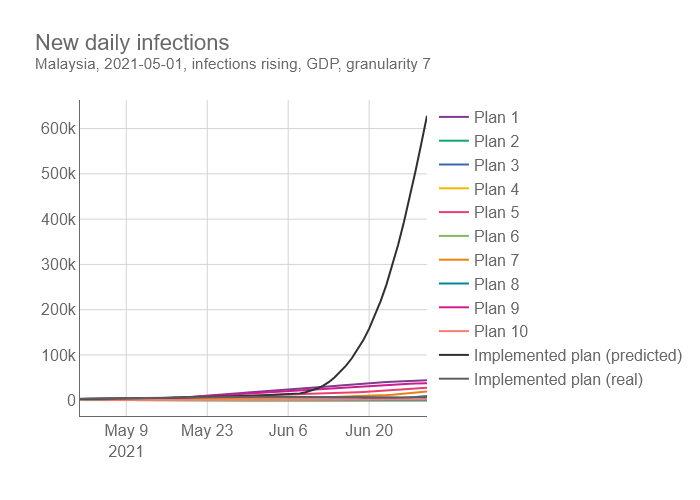 New daily infections
Malaysia, 2021-05-01, infections rising, GDP, granularity 7
600k
500k
400k
300k
200k
100k
0
May 9
2021
May 23
Jun 6
Jun 20
Plan 1
Plan 2
Plan 3
Plan 4
Plan 5
Plan 6
Plan 7
Plan 8
Plan 9
Plan 10
Implemented plan (predicted)
Implemented plan (real)